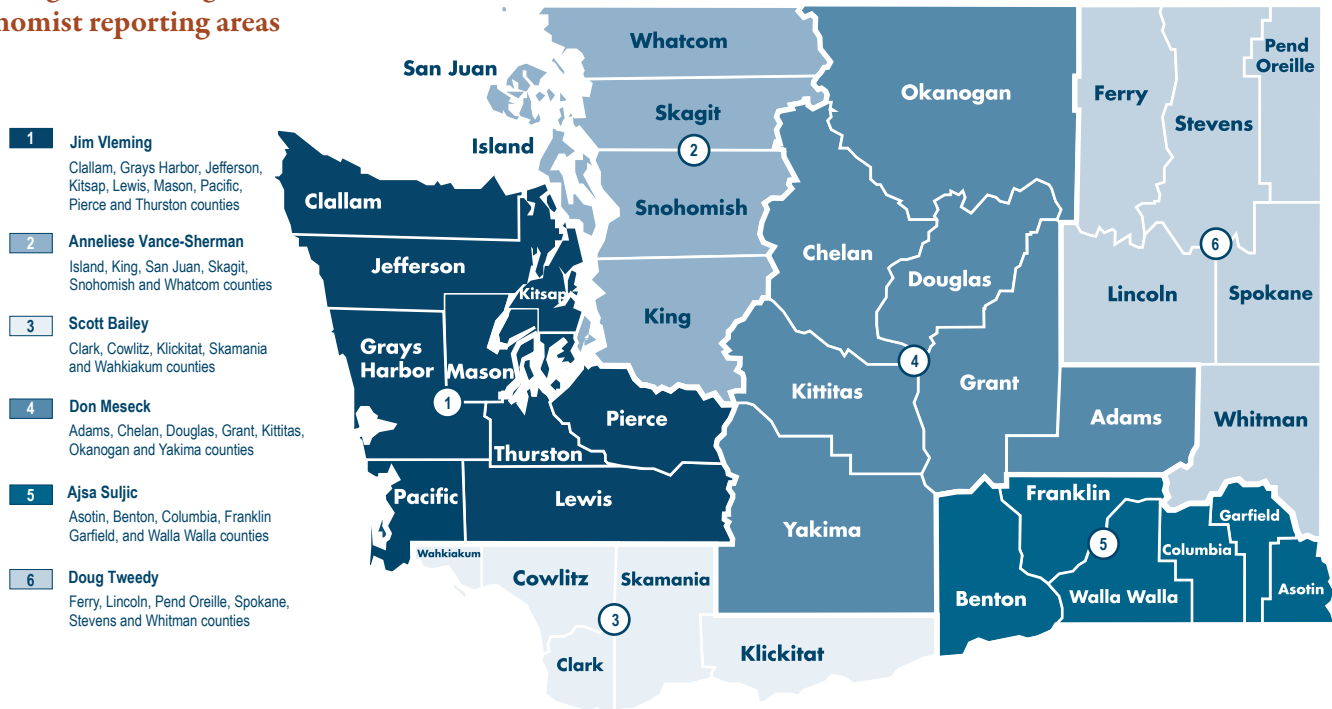 nomist reporting areas
1
Jim Vleming
Clallam, Grays Harbor, Jefferson,
Kitsap, Lewis, Mason, Pacific,
Pierce and Thurston counties
2
Anneliese Vance-Sherman
Island, King, San Juan, Skagit,
Snohomish and Whatcom counties
3
Scott Bailey
Clark, Cowlitz, Klickitat, Skamania
and Wahkiakum counties
4
Don Meseck
Adams, Chelan, Douglas, Grant, Kittitas,
Okanogan and Yakima counties
5
Ajsa Suljic
Asotin, Benton, Columbia, Franklin
Garfield, and Walla Walla counties
6
Doug Tweedy
Ferry, Lincoln, Pend Oreille, Spokane,
Stevens and Whitman counties
Whatcom
San Juan
Skagit
Island
2
Snohomish
King
Clallam
Jefferson
Kitsap
Grays
Harbor
Mason
1
Pierce
Thurston
Pacific
Lewis
Wahkiakum
Cowlitz
Skamania
3
Clark
Klickitat
Okanogan
Chelan
Douglas
4
Kittitas
Grant
Adams
Yakima
Ferry
Stevens
Pend
Oreille
6
Lincoln
Spokane
Whitman
Franklin
5
Benton
Walla Walla
Columbia
Garfield
Asotin